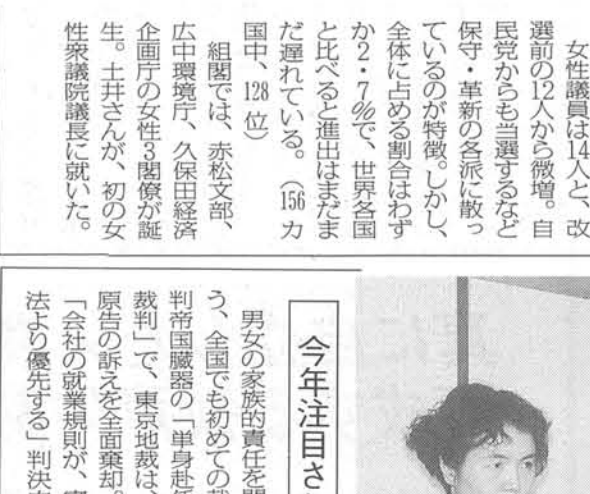 女性議員は14人と、改
選前の12人から微増。自
民党からも当選するなど
保守・革新の各派に散っ
ているのが特徴。しかし、
全体に占める割合はわず
か2・7%で、世界各国
と比べると進出はまだま
だ遅れている。(156カ
国中、128位)
組閣では、赤松文部、
広中環境庁、久保田経済
企画庁の女性3閣僚が誕
生。土井さんが、初の女
性衆議院議長に就いた。
今年注目さ
男女の家族的責任を問
う、全国でも初めての裁
判帝国臓器の「単身赴任
裁判」で、東京地裁は、
原告の訴えを全面棄却。
「会社の就業規則が、
法より優先する」判決